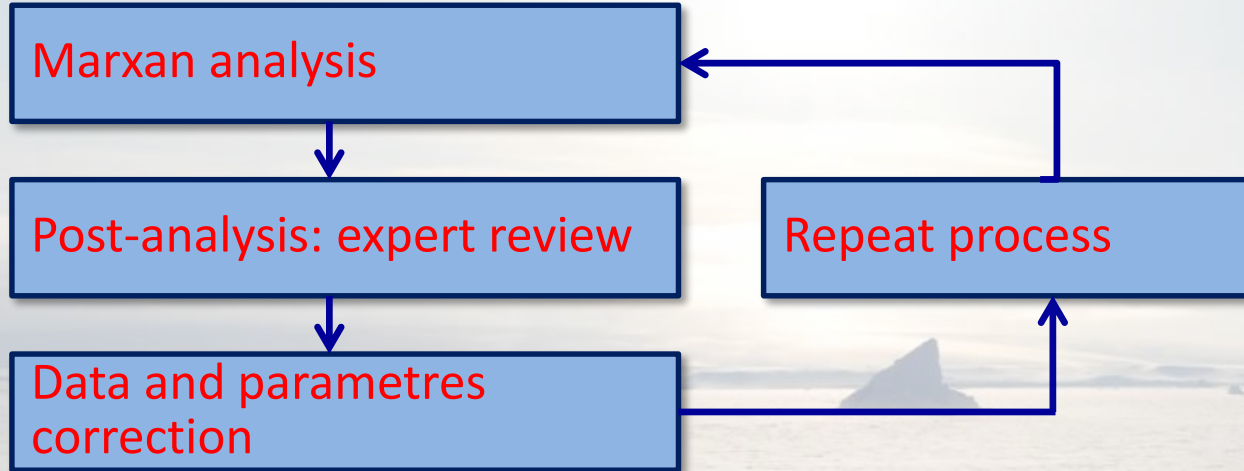 Marxan analysis
Post-analysis: expert review
Repeat process
Data and parametres
correction